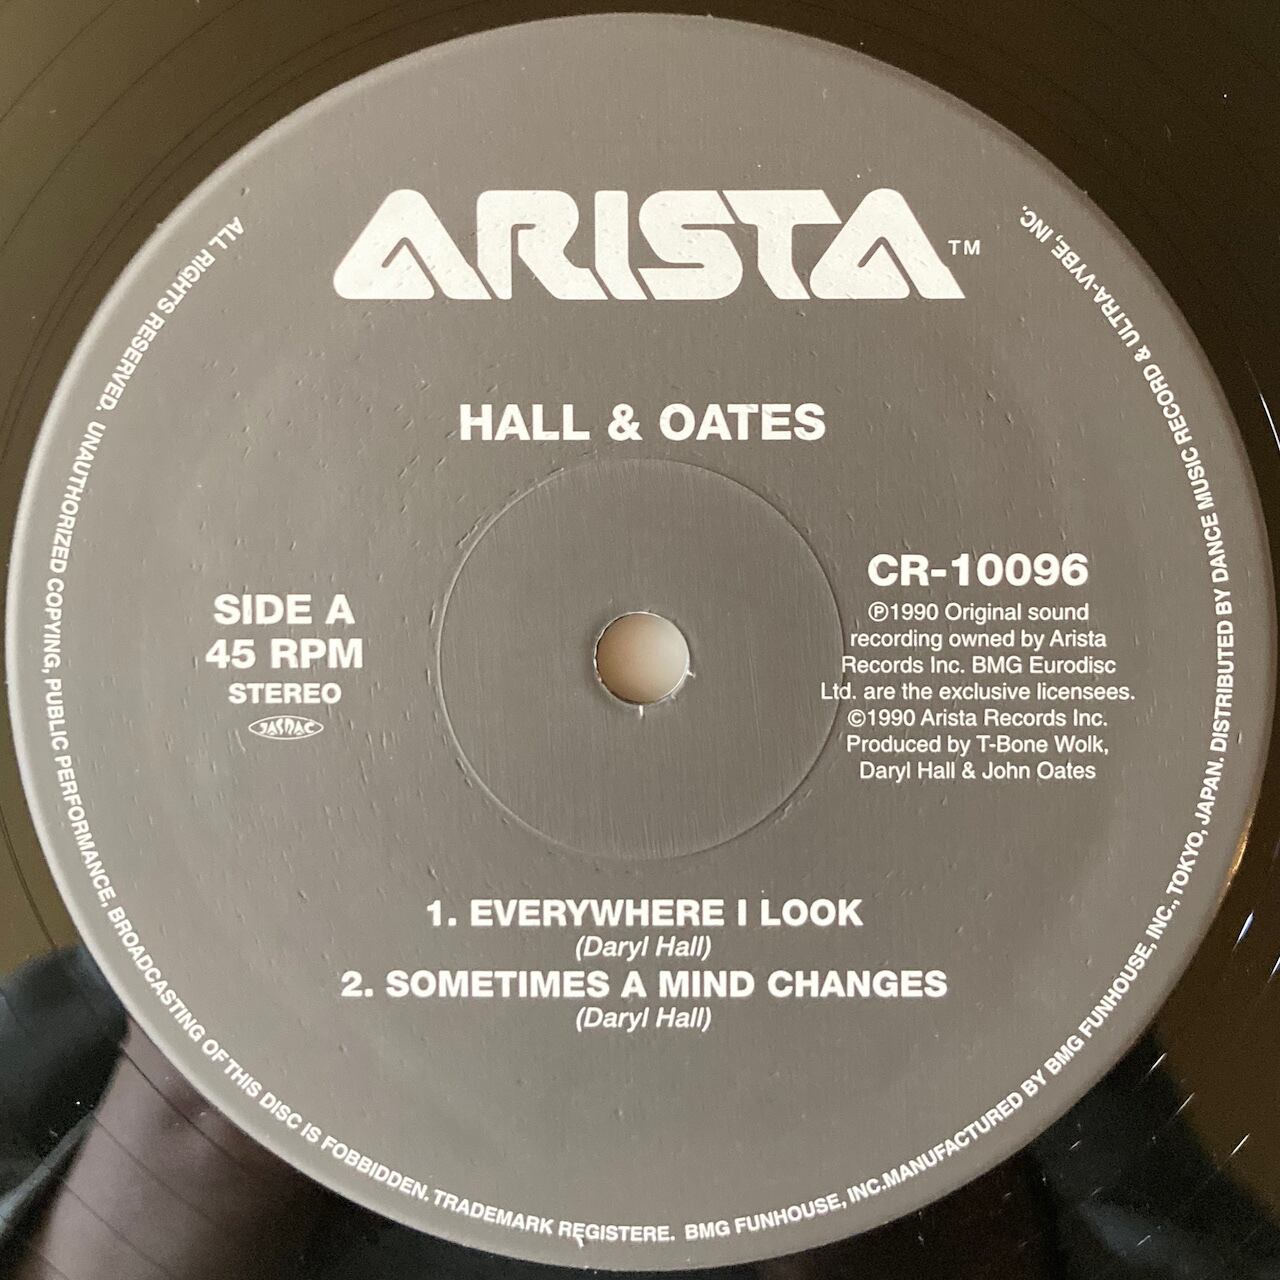 ARISTA™
HALL & OATES
SIDE A
45 RPM
STEREO
JASRAC
CR-10096
℗1990 Original sound
recording owned by Arista
Records Inc. BMG Eurodisc
Ltd. are the exclusive licensees.
©1990 Arista Records Inc.
Produced by T-Bone Wolk,
Daryl Hall & John Oates
1. EVERYWHERE I LOOK
(Daryl Hall)
2. SOMETIMES A MIND CHANGES
(Daryl Hall)
ALL RIGHTS RESERVED. UNAUTHORIZED COPYING, PUBLIC PERFORMANCE, BROADCASTING OF THIS DISC IS FOBBIDDEN. TRADEMARK REGISTERE. BMG FUNHOUSE, INC.MANUFACTURED BY BMG FUNHOUSE, INC., TOKYO, JAPAN. DISTRIBUTED BY DANCE MUSIC RECORD & ULTRA-VYBE, INC.